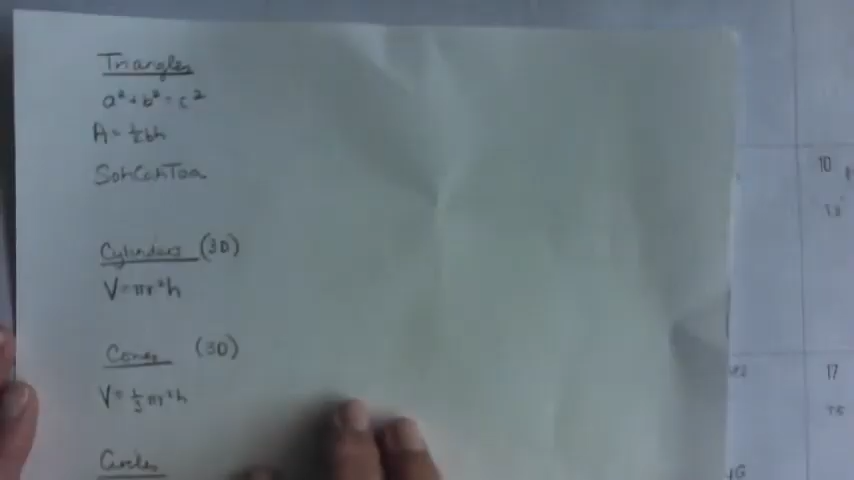 Triangles
a² + b² = c²
A = ½bh
SohCahToa
Cylinders (3D)
V = πr²h
Cones (3D)
V = ⅓πr²h
Circles
10
17